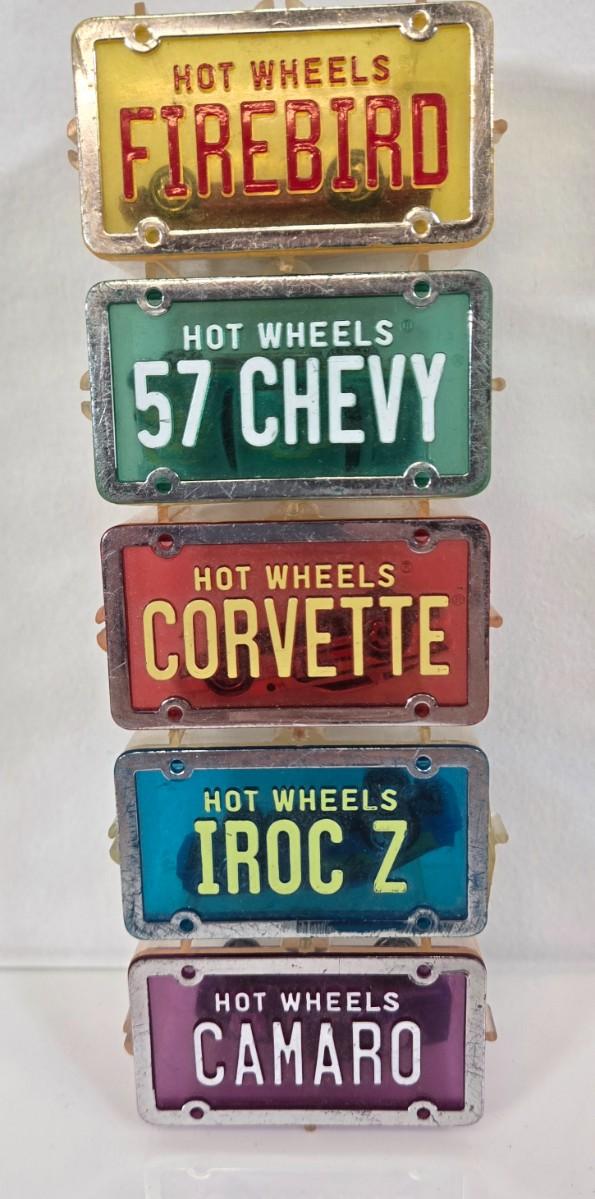 HOT WHEELS
FIREBIRD
HOT WHEELS®
57 CHEVY
HOT WHEELS®
CORVETTE
HOT WHEELS
IROC Z
HOT WHEELS
CAMARO